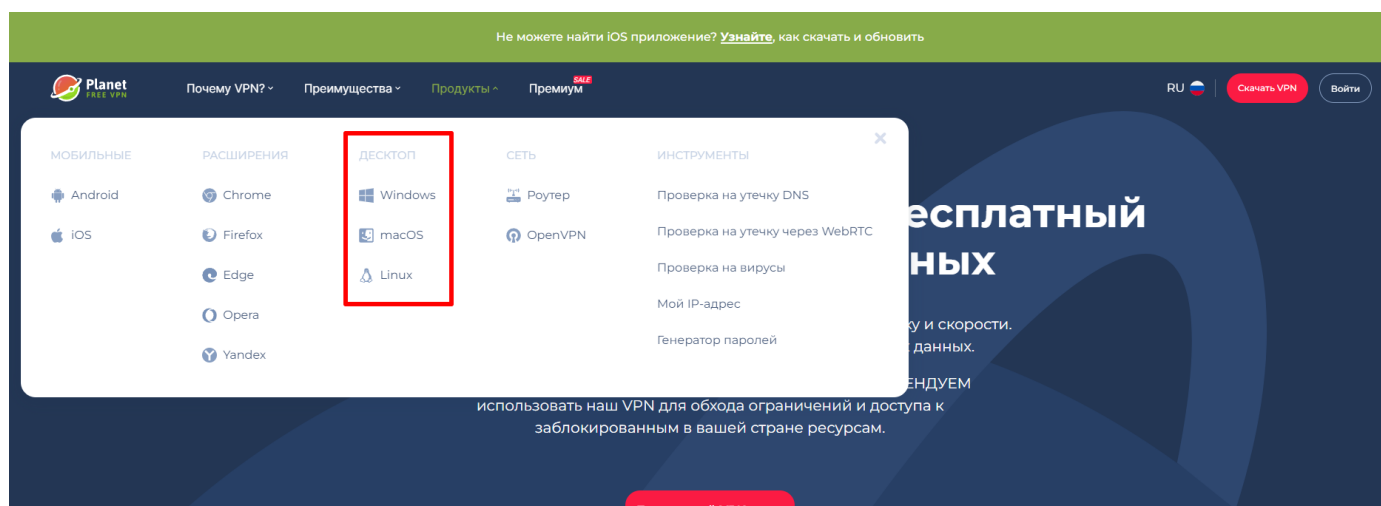 Не можете найти iOS приложение? Узнайте, как скачать и обновить
Planet
FREE VPN
Почему VPN?
Преимущества
Продукты
Премиум
SALE
RU
Скачать VPN
Войти
МОБИЛЬНЫЕ
Android
iOS
РАСШИРЕНИЯ
Chrome
Firefox
Edge
Opera
Yandex
ДЕСКТОП
Windows
macOS
Linux
СЕТЬ
Роутер
OpenVPN
ИНСТРУМЕНТЫ
Проверка на утечку DNS
Проверка на утечку через WebRTC
Проверка на вирусы
Мой IP-адрес
Генератор паролей
и скорости.
данных.
использовать наш VPN для обхода ограничений и доступа к
заблокированным в вашей стране ресурсам.